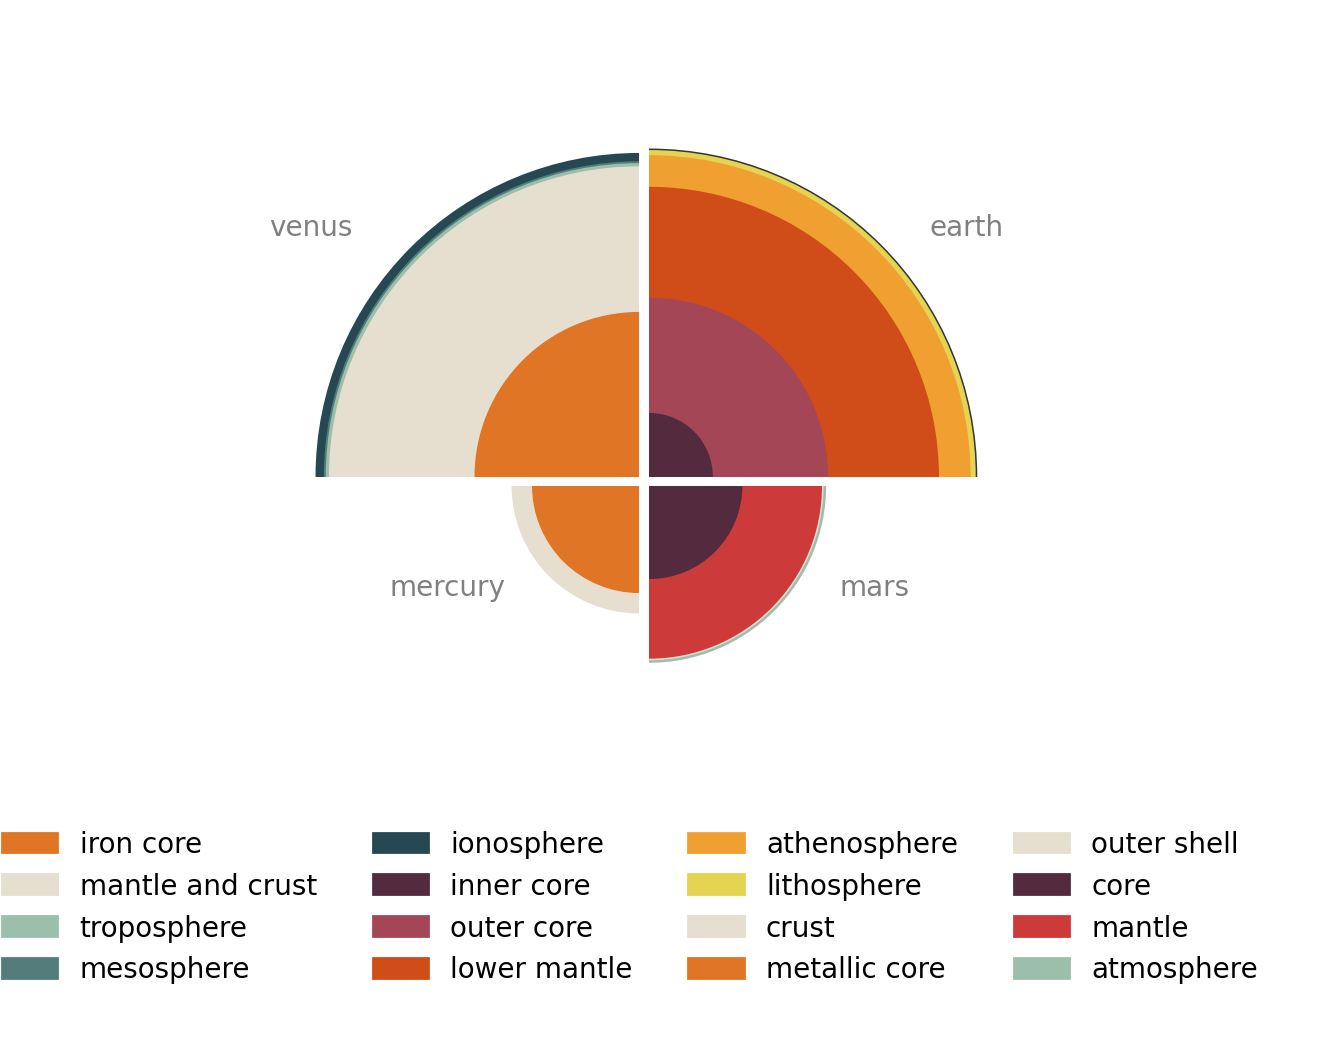 venus
earth
mercury
mars
iron core
mantle and crust
troposphere
mesosphere
ionosphere
inner core
outer core
lower mantle
athenosphere
lithosphere
crust
metallic core
outer shell
core
mantle
atmosphere